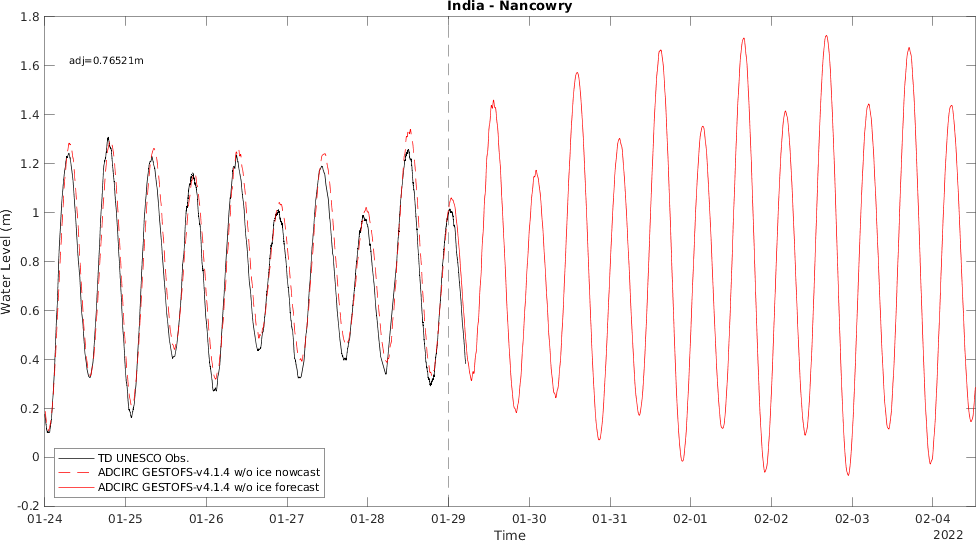 India - Nancowry
adj=0.76521m
1.8
1.6
1.4
1.2
1
0.8
0.6
0.4
0.2
0
-0.2
Water Level (m)
TD UNESCO Obs.
ADCIRC GESTOFS-v4.1.4 w/o ice nowcast
ADCIRC GESTOFS-v4.1.4 w/o ice forecast
01-24 01-25 01-26 01-27 01-28 01-29 01-30 01-31 02-01 02-02 02-03 02-04
Time
2022